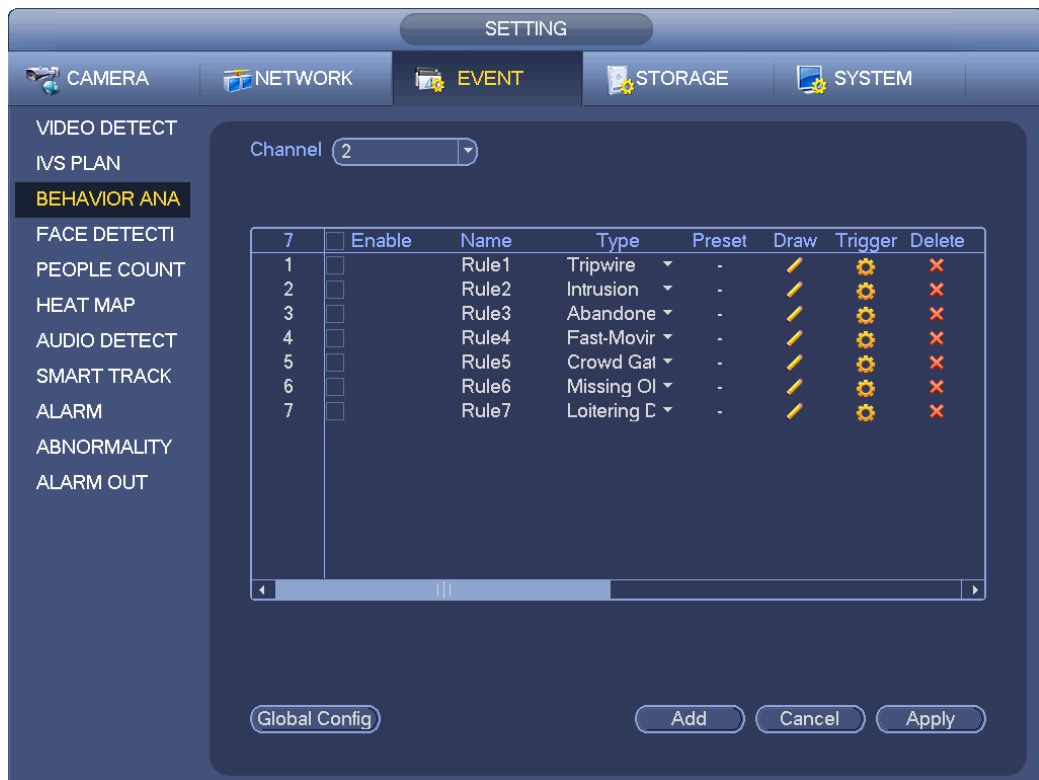 SETTING
CAMERA NETWORK EVENT STORAGE SYSTEM
VIDEO DETECT
IVS PLAN
BEHAVIOR ANA
FACE DETECTI
PEOPLE COUNT
HEAT MAP
AUDIO DETECT
SMART TRACK
ALARM
ABNORMALITY
ALARM OUT
Channel 2
7 Enable Name Type Preset Draw Trigger Delete
1 Rule1 Tripwire -
2 Rule2 Intrusion -
3 Rule3 Abandone -
4 Rule4 Fast-Movir -
5 Rule5 Crowd Gat -
6 Rule6 Missing Ol -
7 Rule7 Loitering D -
Global Config Add Cancel Apply